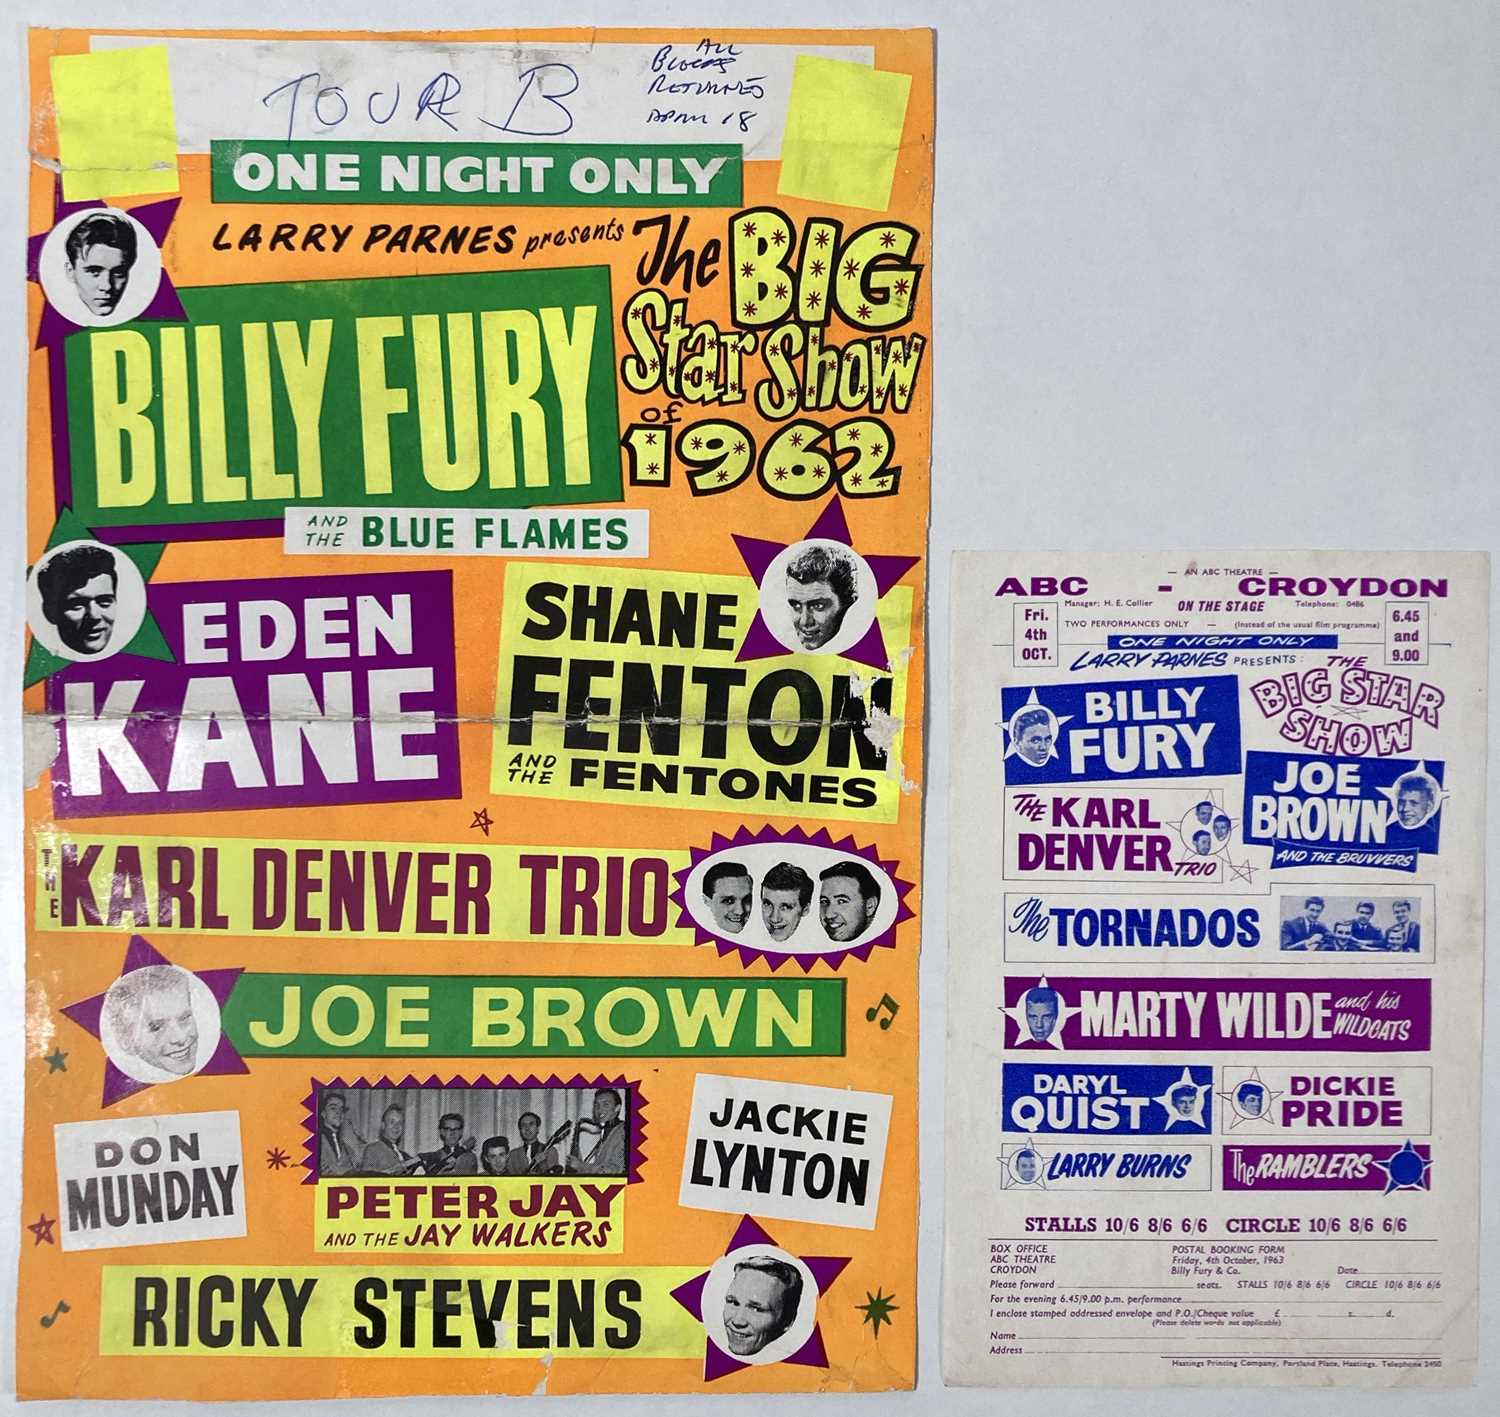 TOUR B
ALL
BLOCKS
RETURNED
APRIL 18
ONE NIGHT ONLY
LARRY PARNES presents
The BIG
Star Show
of
1962
BILLY FURY
AND THE BLUE FLAMES
EDEN
KANE
SHANE
FENTON
AND THE FENTONES
THE KARL DENVER TRIO
JOE BROWN
DON
MUNDAY
PETER JAY
AND THE JAY WALKERS
JACKIE
LYNTON
RICKY STEVENS
— AN ABC THEATRE —
ABC - CROYDON
Fri.
4th
OCT.
Manager: H. E. Collier ON THE STAGE Telephone: 0486
TWO PERFORMANCES ONLY — (Instead of the usual film programme)
6.45
and
9.00
ONE NIGHT ONLY
LARRY PARNES PRESENTS:
THE
BIG STAR
SHOW
BILLY
FURY
JOE
BROWN
AND THE BRUVVERS
THE KARL
DENVER TRIO
The TORNADOS
MARTY WILDE and his WILDCATS
DARYL
QUIST
DICKIE
PRIDE
LARRY BURNS
The RAMBLERS
STALLS 10/6 8/6 6/6 CIRCLE 10/6 8/6 6/6
BOX OFFICE
ABC THEATRE
CROYDON
POSTAL BOOKING FORM
Friday, 4th October, 1963
Billy Fury & Co. Date
Please forward seats. STALLS 10/6 8/6 6/6 CIRCLE 10/6 8/6 6/6
For the evening 6.45/9.00 p.m. performance
I enclose stamped addressed envelope and P.O./Cheque value £ s. d.
(Please delete words not applicable)
Name
Address
Hastings Printing Company, Portland Place, Hastings. Telephone 2450